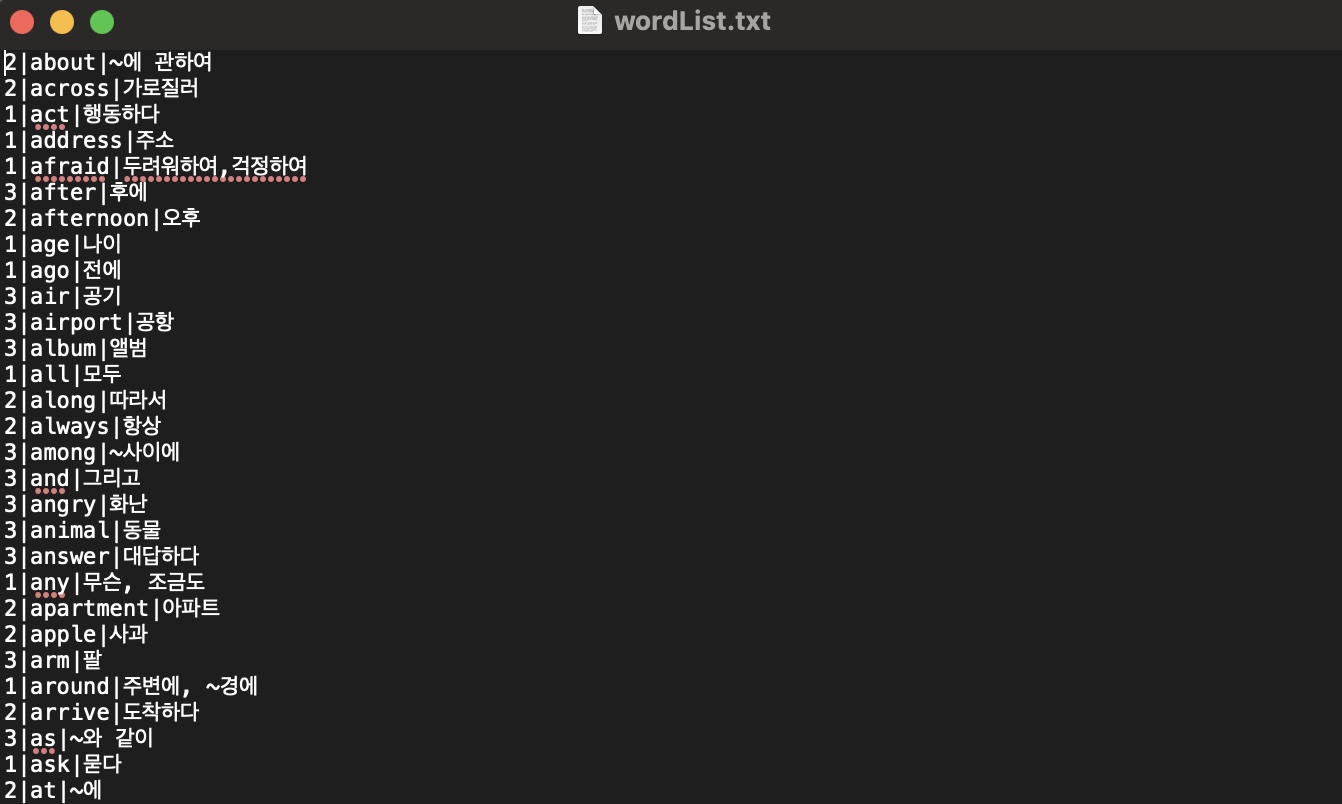 wordList.txt
2|about|~에 관하여
2|across|가로질러
1|act|행동하다
1|address|주소
1|afraid|두려워하여,걱정하여
3|after|후에
2|afternoon|오후
1|age|나이
1|ago|전에
3|air|공기
3|airport|공항
3|album|앨범
1|all|모두
2|along|따라서
2|always|항상
3|among|~사이에
3|and|그리고
3|angry|화난
3|animal|동물
3|answer|대답하다
1|any|무슨, 조금도
2|apartment|아파트
2|apple|사과
3|arm|팔
1|around|주변에, ~경에
2|arrive|도착하다
3|as|~와 같이
1|ask|묻다
2|at|~에